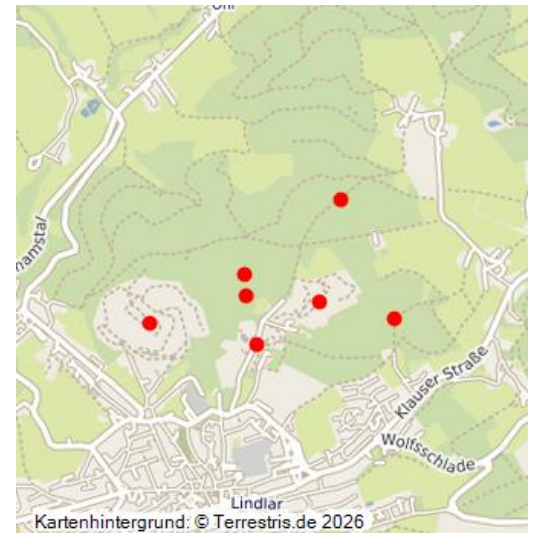 Klauser Straße
Wolfsschlade
Lindlar
Kartenhintergrund: © Terrestris.de 2026